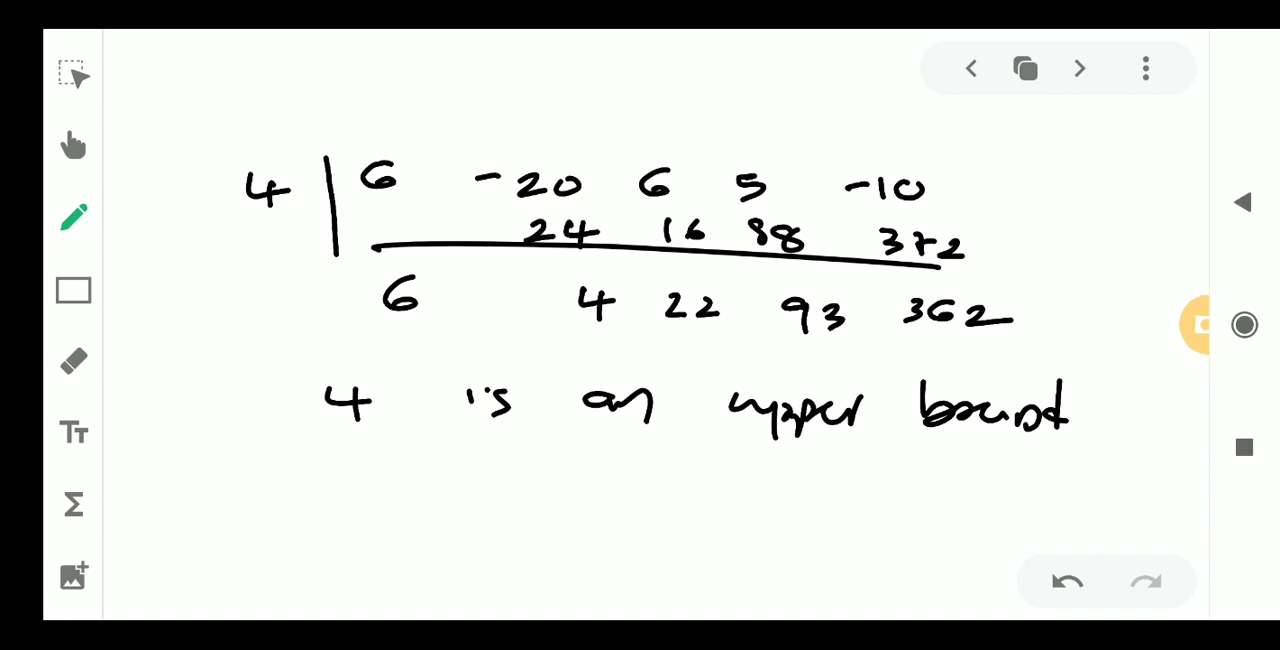 4 6 -20 6 5 -10
24 16 88 372
6 4 22 93 362
4 is an upper bound
Tт
Σ